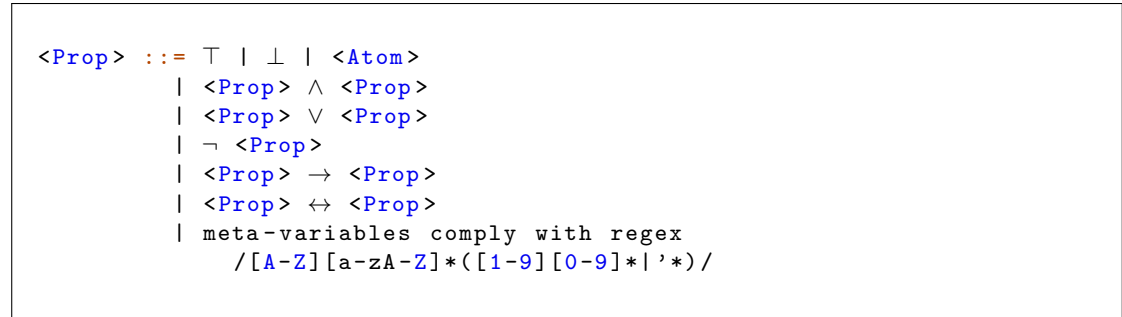 <Prop> ::= ⊤ | ⊥ | <Atom>
| <Prop> ∧ <Prop>
| <Prop> ∨ <Prop>
| ¬ <Prop>
| <Prop> → <Prop>
| <Prop> ↔ <Prop>
| meta-variables comply with regex
/[A-Z][a-zA-Z]*([1-9][0-9]*|'*)/